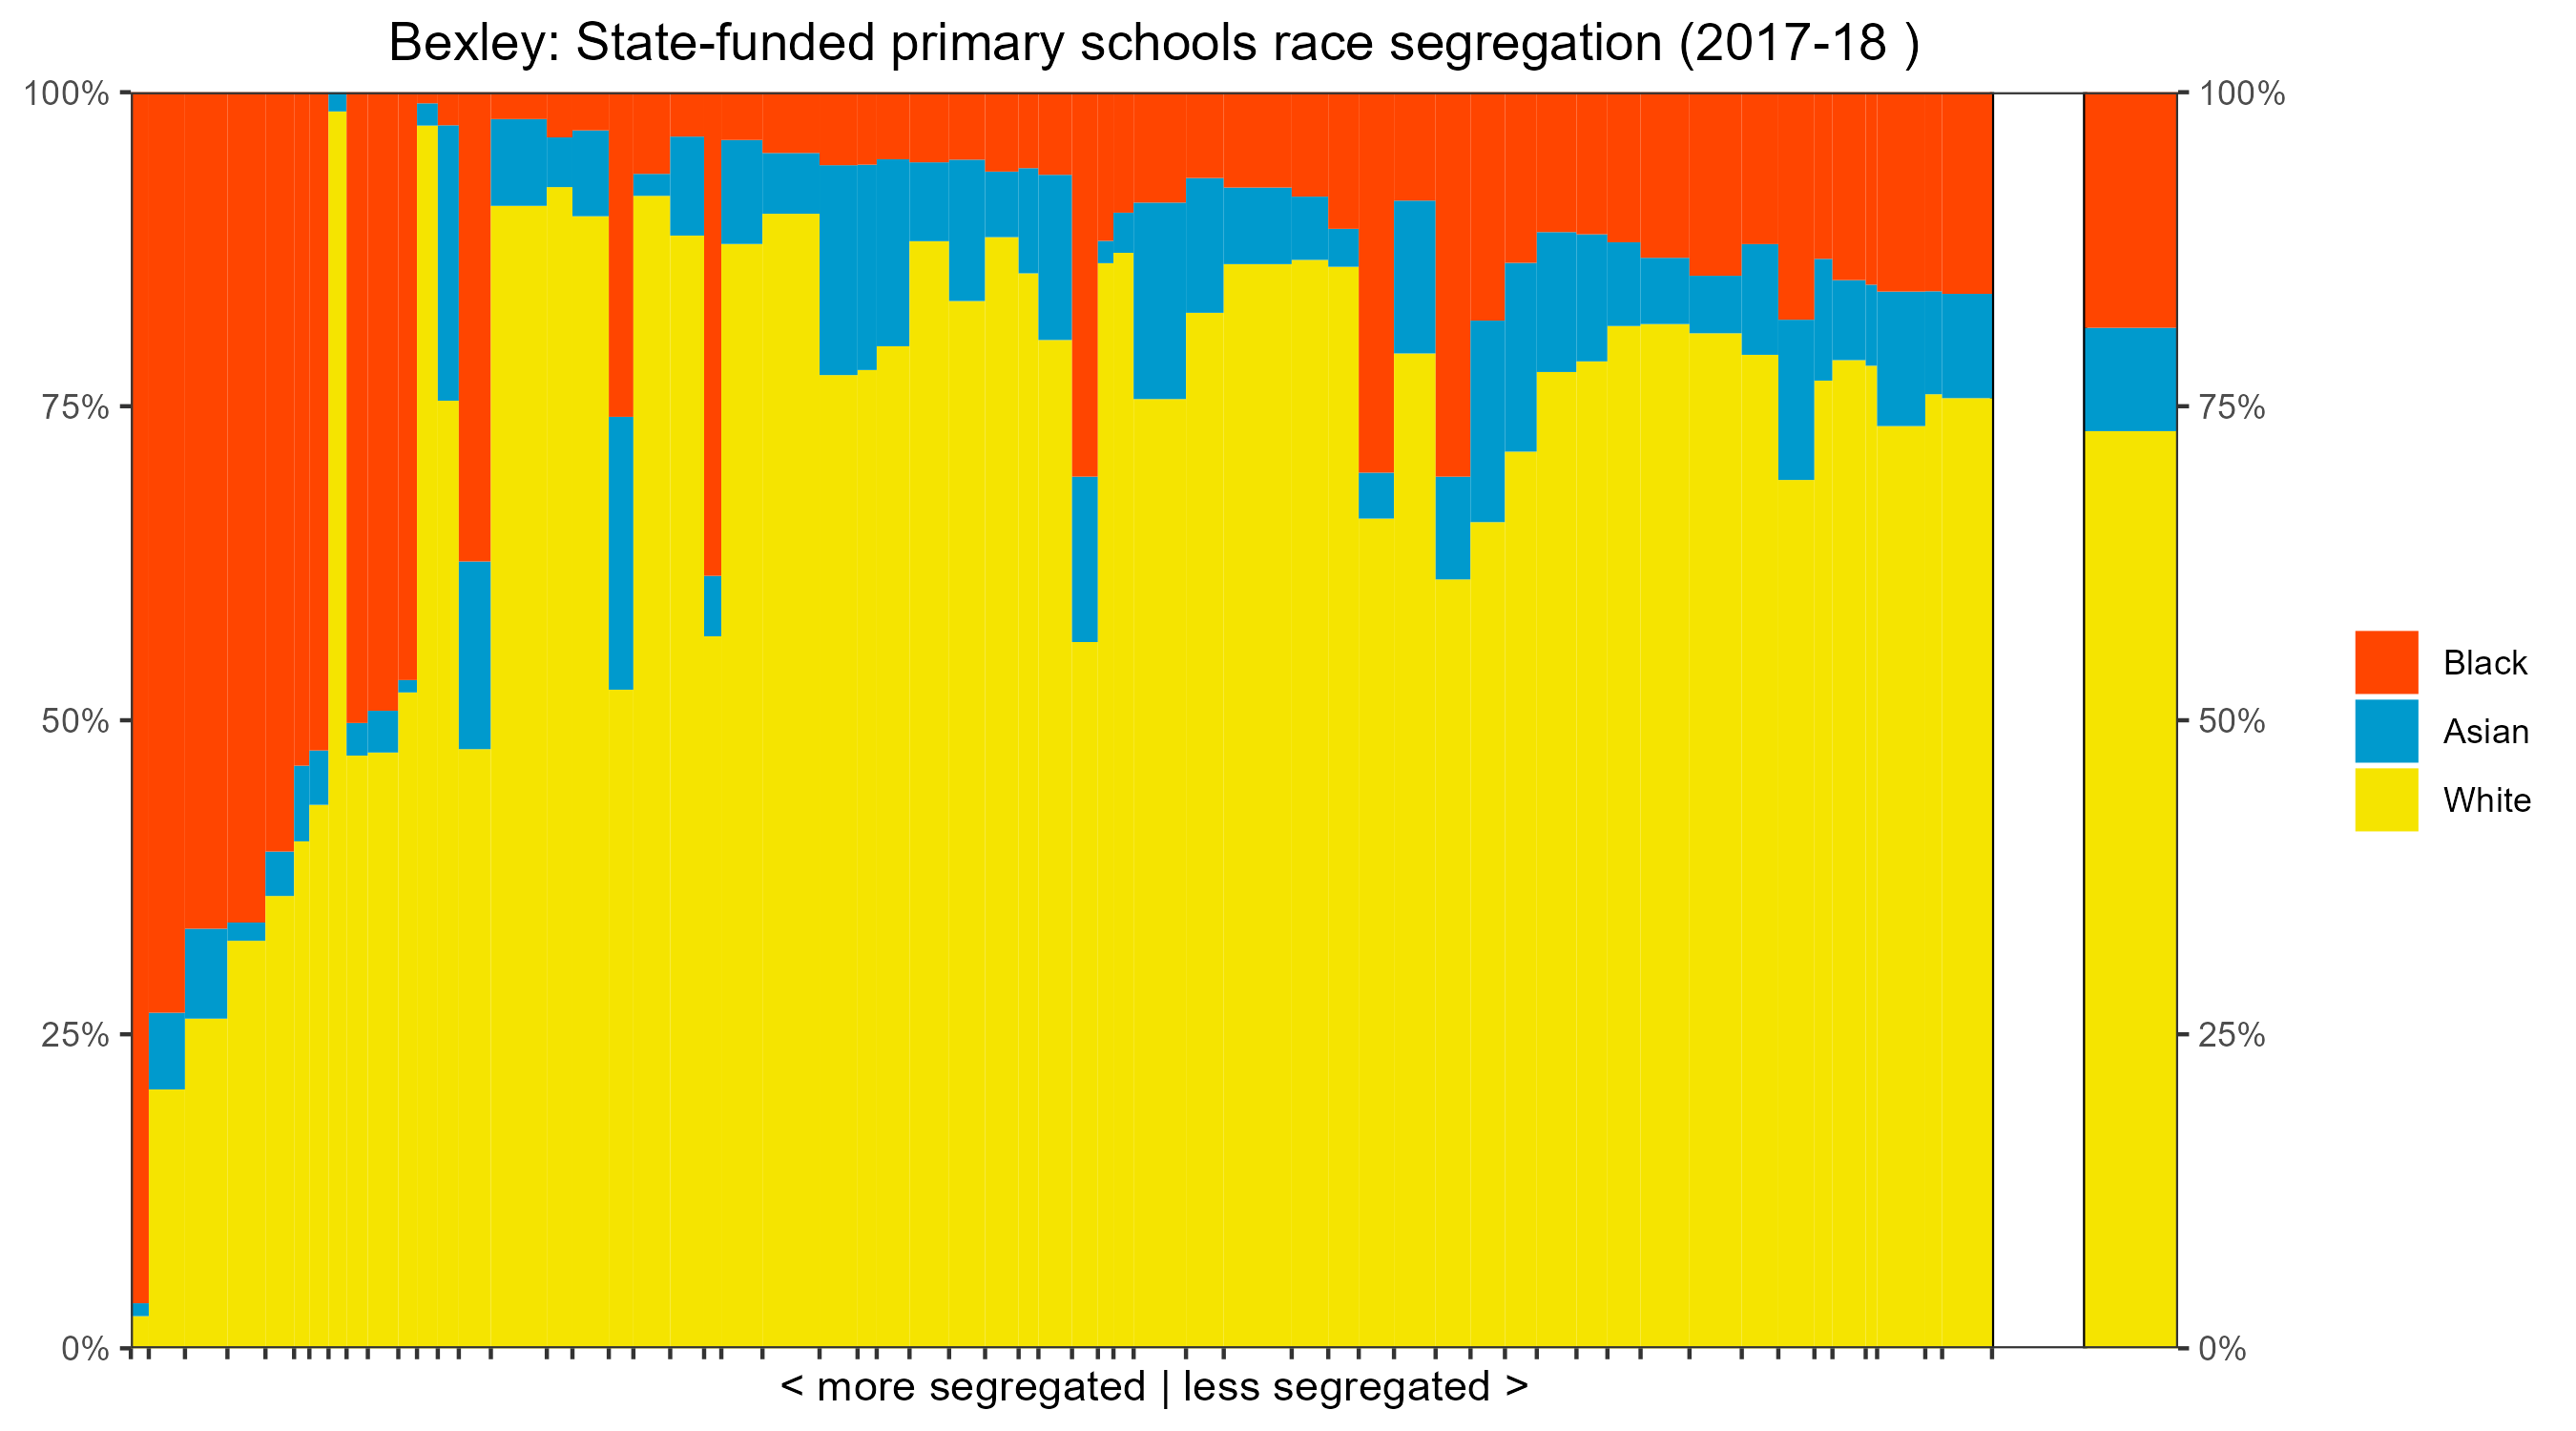 Bexley: State-funded primary schools race segregation (2017-18 )
100%
75%
50%
25%
0%
100%
75%
50%
25%
0%
Black
Asian
White
< more segregated | less segregated >